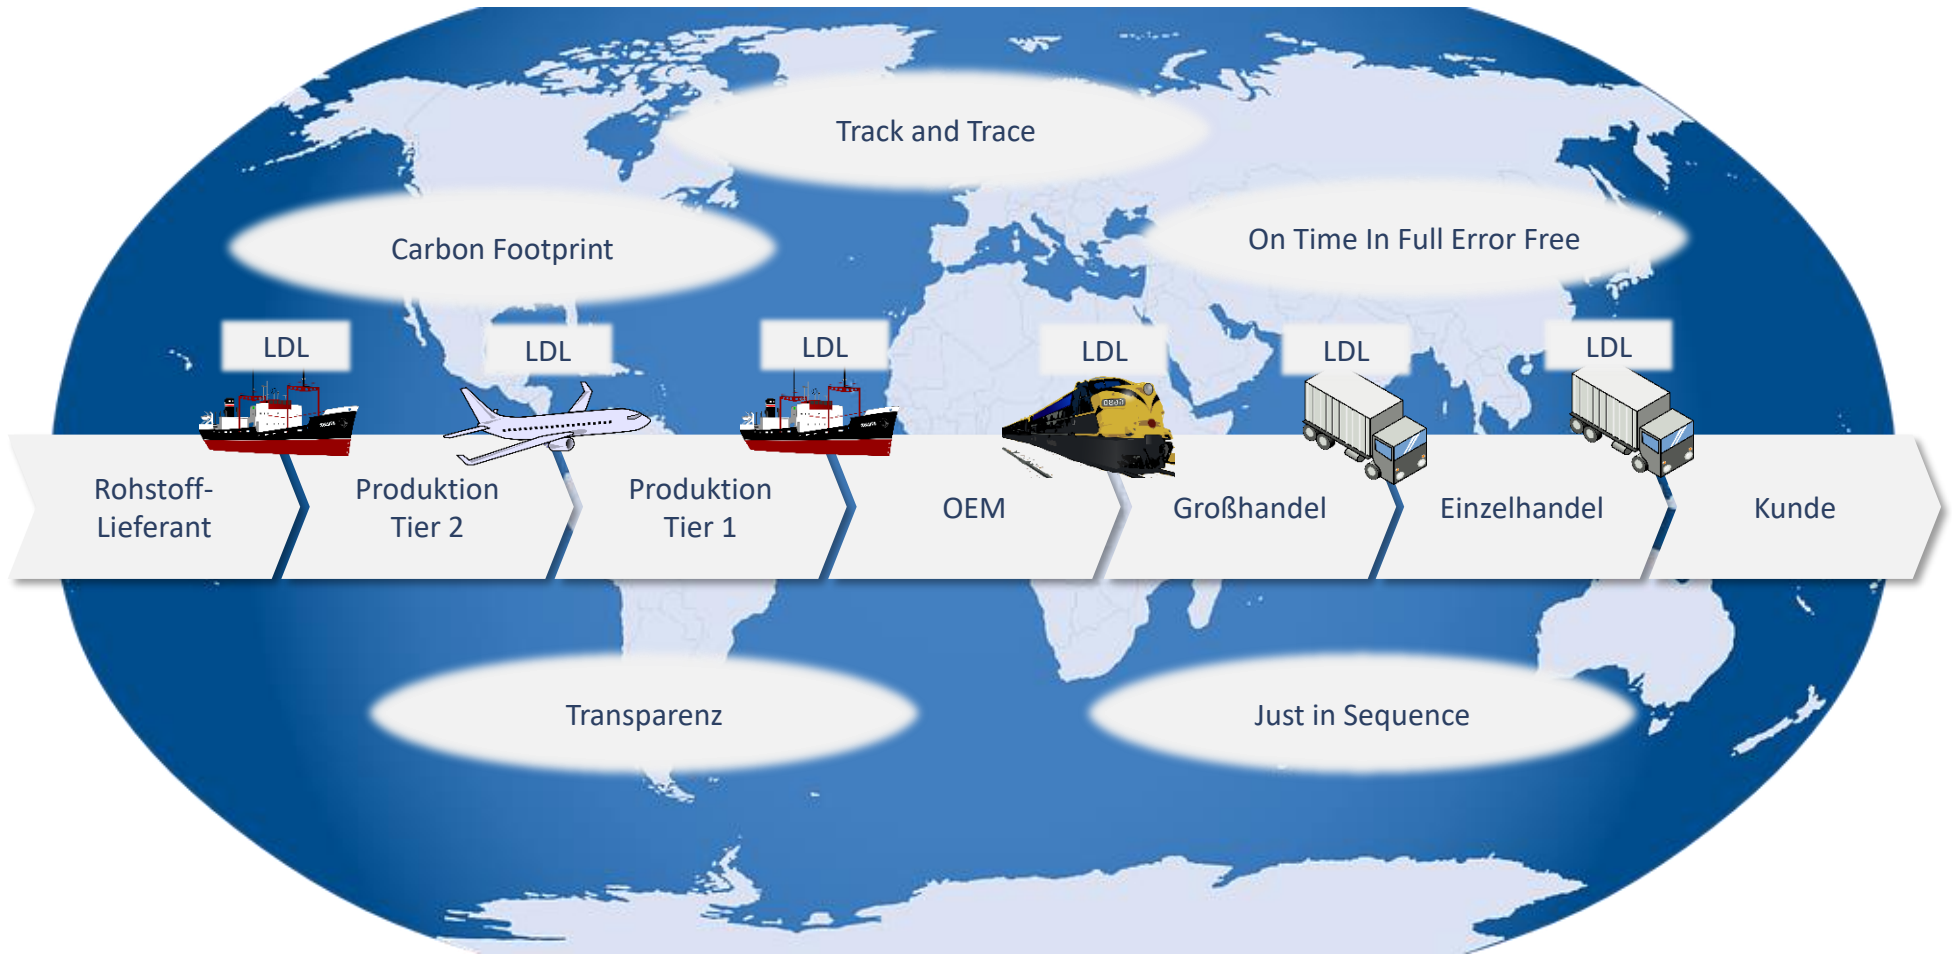 Track and Trace
Carbon Footprint
On Time In Full Error Free
LDL
LDL
LDL
LDL
LDL
LDL
Rohstoff-
Lieferant
Produktion
Tier 2
Produktion
Tier 1
OEM
Großhandel
Einzelhandel
Kunde
Transparenz
Just in Sequence